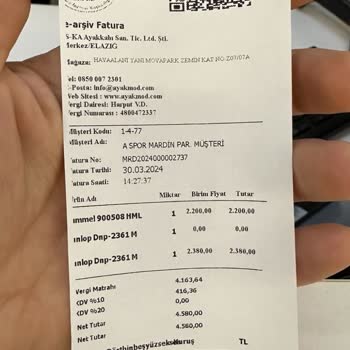 e-arşiv Fatura
S-KA Ayakkabı San. Tic. Ltd. Şti.
Merkez/ELAZIĞ
Mağaza: HAVAALANI YANI MOVAPARK ZEMİN KAT NO:Z07/07A
Tel: 0850 007 2301
E-Posta: info@ayakmod.com
Web Sitesi : www.ayakmod.com
Vergi Dairesi: Harput V.D.
Vergi Numarası : 4800472337
Müşteri Kodu: 1-4-77
Müşteri Adı: A SPOR MARDİN PAR. MÜŞTERİ
Fatura No: MRD2024000002737
Fatura Tarihi: 30.03.2024
Fatura Saati: 14:27:37
Ürün Adı Miktar Birim Fiyat Tutar
mmel 900508 HML 1 2.200,00 2.200,00
1 0,00 0,00
nlop Dnp-2361 M
1 2.380,00 2.380,00
nlop Dnp-2361 M
Vergi Matrahı 4.163,64
KDV %10 416,36
KDV %20 0,00
Net Tutar 4.580,00
Net Tutar 4.580,00
TL